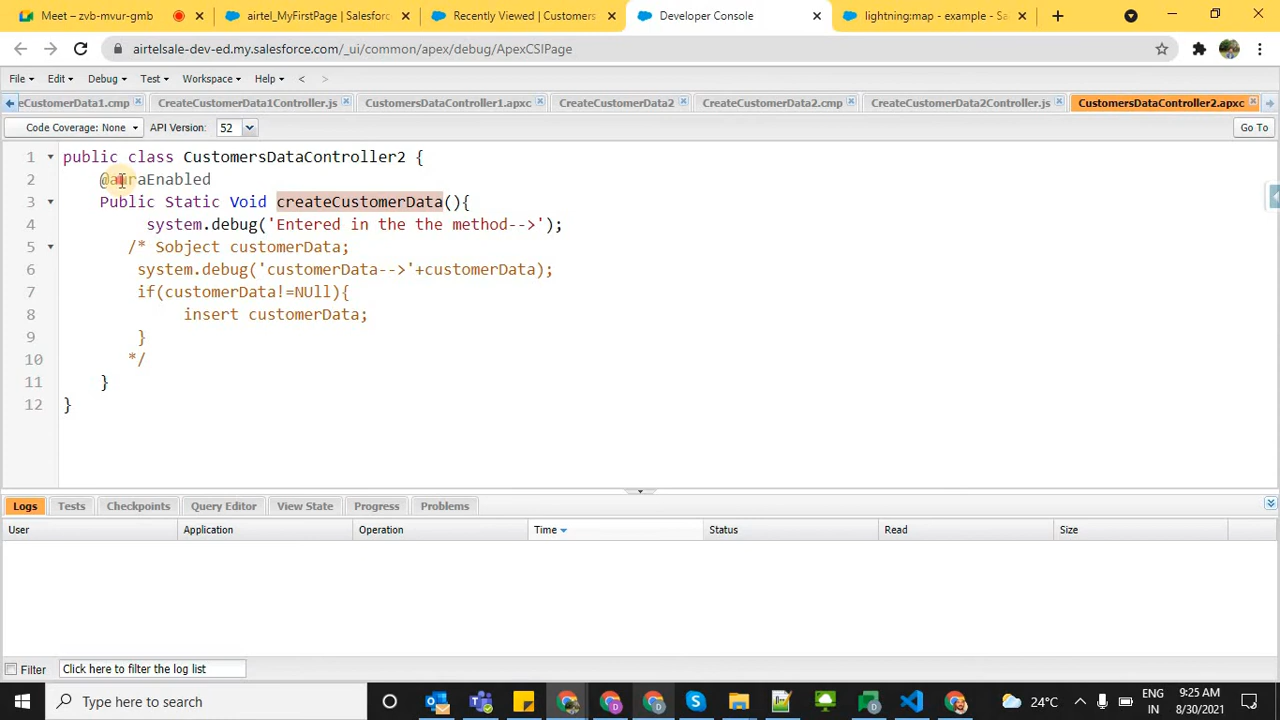 Meet – zvb-mvur-gmb
airtel_MyFirstPage | Salesforc
Recently Viewed | Customers
Developer Console
lightning:map - example - Sa
airtelsale-dev-ed.my.salesforce.com/_ui/common/apex/debug/ApexCSIPage
File Edit Debug Test Workspace Help < >
eCustomerData1.cmp CreateCustomerData1Controller.js CustomersDataController1.apxc CreateCustomerData2 CreateCustomerData2.cmp CreateCustomerData2Controller.js CustomersDataController2.apxc
Code Coverage: None API Version: 52 Go To
1 public class CustomersDataController2 {
2 @auraEnabled
3 Public Static Void createCustomerData(){
4 system.debug('Entered in the the method-->');
5 /* Sobject customerData;
6 system.debug('customerData-->'+customerData);
7 if(customerData!=NUll){
8 insert customerData;
9 }
10 */
11 }
12 }
Logs Tests Checkpoints Query Editor View State Progress Problems
User Application Operation Time Status Read Size
Filter Click here to filter the log list
Type here to search
24°C
ENG
IN
9:25 AM
8/30/2021